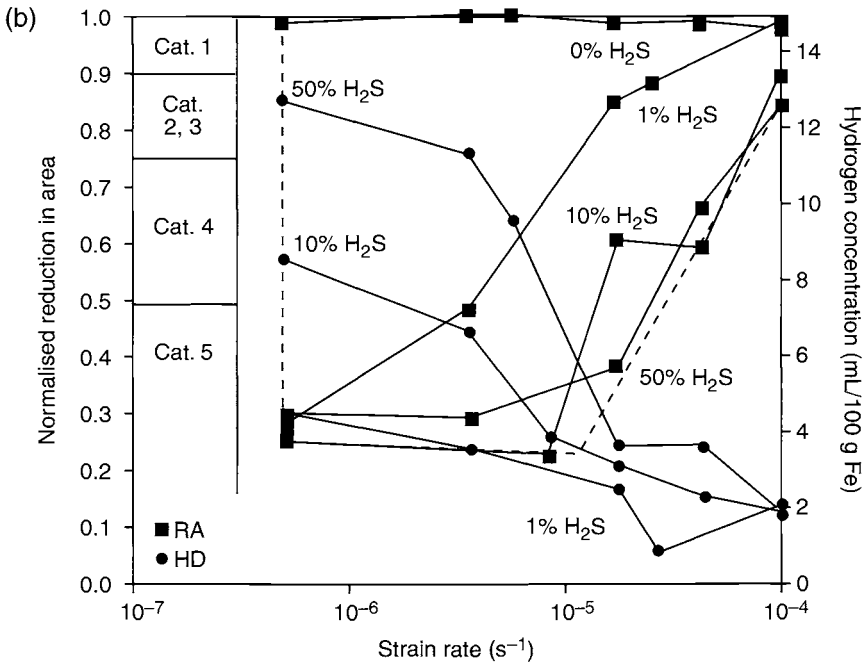 (b)
1.0
0.9
0.8
0.7
0.6
0.5
0.4
0.3
0.2
0.1
0.0
Normalised reduction in area
Cat. 1
Cat.
2, 3
Cat. 4
Cat. 5
0% H₂S
50% H₂S
1% H₂S
10% H₂S
10% H₂S
50% H₂S
1% H₂S
RA
HD
14
12
10
8
6
4
2
0
Hydrogen concentration (mL/100 g Fe)
10⁻⁷
10⁻⁶
10⁻⁵
10⁻⁴
Strain rate (s⁻¹)